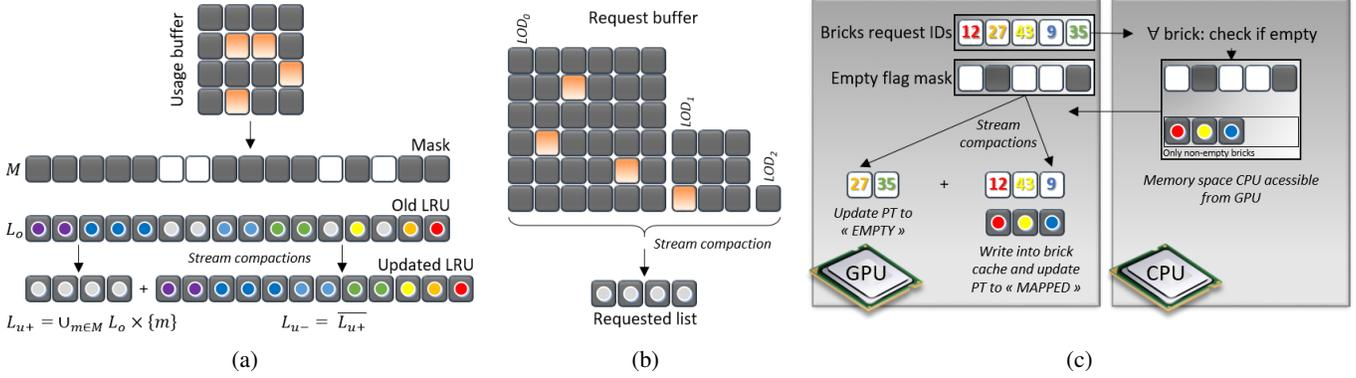 Usage buffer
Mask
M
Old LRU
L_o
Stream compactions
Updated LRU
+
L_{u+} = ∪_{m∈M} L_o × {m}
L_{u-} = \overline{L_{u+}}
(a)
Request buffer
LOD_0
LOD_1
LOD_2
Stream compaction
Requested list
(b)
Bricks request IDs
12 27 43 9 35
∀ brick: check if empty
Empty flag mask
Only non-empty bricks
Stream
compactions
27 35
+
12 43 9
Memory space CPU acessible
from GPU
Update PT to
« EMPTY »
Write into brick
cache and update
PT to « MAPPED »
GPU
CPU
(c)